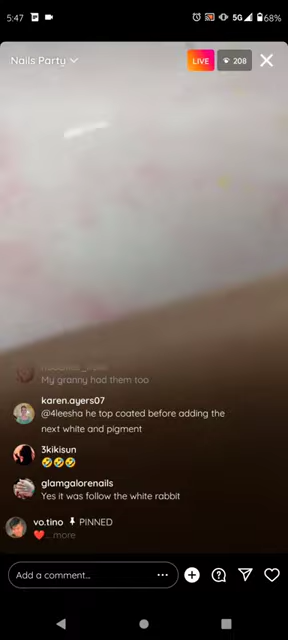 5:47
5G 68%
Nails Party
LIVE
208
My granny had them too
karen.ayers07
@4leesha he top coated before adding the
next white and pigment
3kikisun
🤣🤣🤣
glamgalorenails
Yes it was follow the white rabbit
vo.tino PINNED
❤️... more
Add a comment...